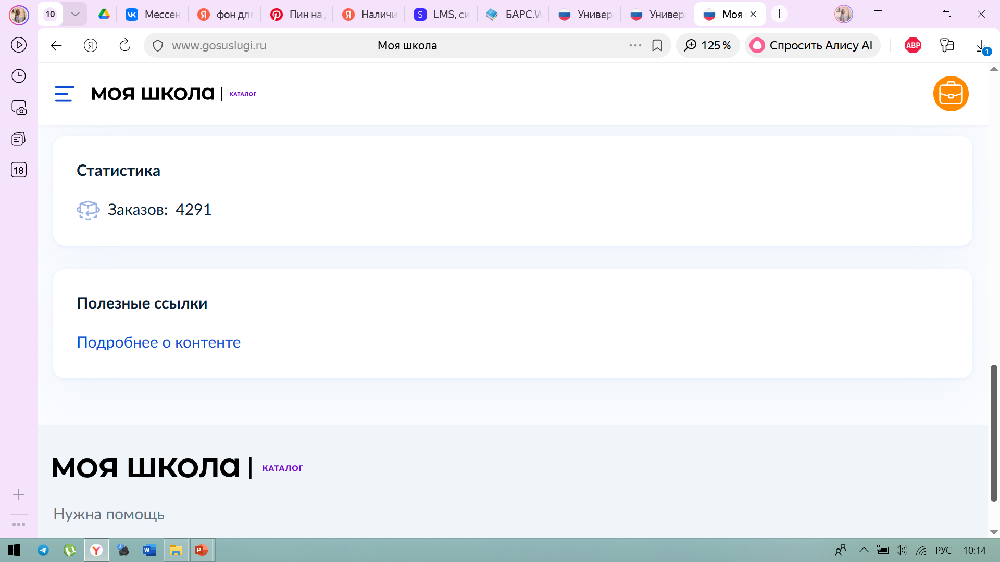 10
Мессен
фон для
Пин на
Наличи
LMS, си
БАРС.W
Универ
Универ
Моя
www.gosuslugi.ru
Моя школа
125 %
Спросить Алису AI
ABP
1
18
моя школа | КАТАЛОГ
Статистика
Заказов: 4291
Полезные ссылки
Подробнее о контенте
моя школа | КАТАЛОГ
Нужна помощь
РУС
10:14